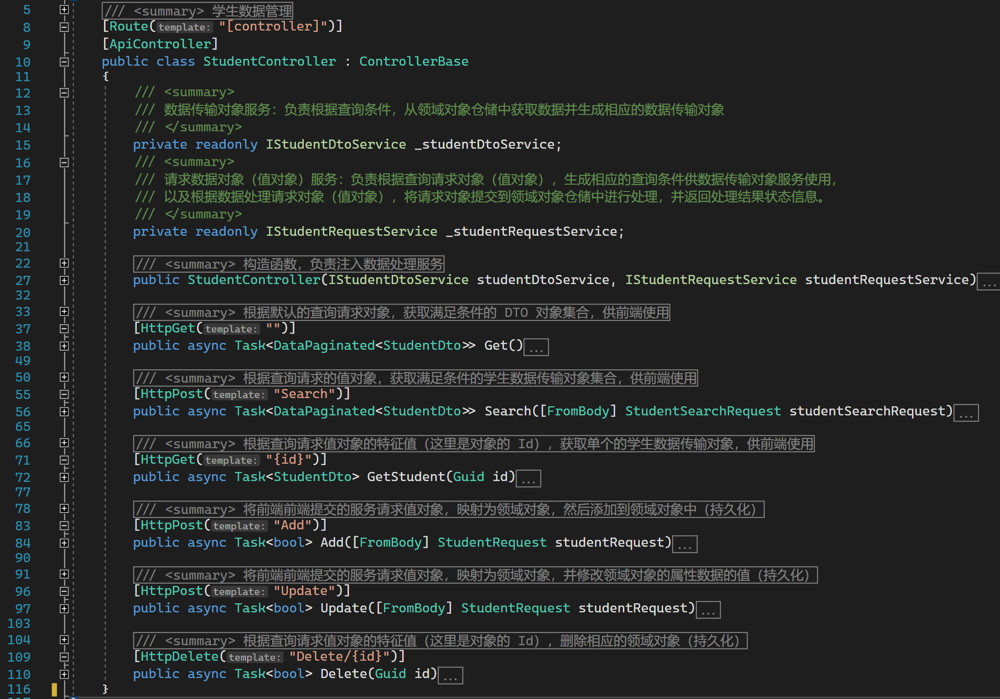 5 /// <summary> 学生数据管理
8 [Route(template: "[controller]")]
9 [ApiController]
10 public class StudentController : ControllerBase
11 {
12 /// <summary>
13 /// 数据传输对象服务：负责根据查询条件，从领域对象仓储中获取数据并生成相应的数据传输对象
14 /// </summary>
15 private readonly IStudentDtoService _studentDtoService;
16 /// <summary>
17 /// 请求数据对象（值对象）服务：负责根据查询请求对象（值对象），生成相应的查询条件供数据传输对象服务使用，
18 /// 以及根据数据处理请求对象（值对象），将请求对象提交到领域对象仓储中进行处理，并返回处理结果状态信息。
19 /// </summary>
20 private readonly IStudentRequestService _studentRequestService;
21
22 /// <summary> 构造函数，负责注入数据处理服务
27 public StudentController(IStudentDtoService studentDtoService, IStudentRequestService studentRequestService)...
32
33 /// <summary> 根据默认的查询请求对象，获取满足条件的 DTO 对象集合，供前端使用
37 [HttpGet(template: "")]
38 public async Task<DataPaginated<StudentDto>> Get()...
49
50 /// <summary> 根据查询请求的值对象，获取满足条件的学生数据传输对象集合，供前端使用
55 [HttpPost(template: "Search")]
56 public async Task<DataPaginated<StudentDto>> Search([FromBody] StudentSearchRequest studentSearchRequest)...
65
66 /// <summary> 根据查询请求值对象的特征值（这里是对象的 Id），获取单个的学生数据传输对象，供前端使用
71 [HttpGet(template: "{id}")]
72 public async Task<StudentDto> GetStudent(Guid id)...
77
78 /// <summary> 将前端前端提交的服务请求值对象，映射为领域对象，然后添加到领域对象中（持久化）
83 [HttpPost(template: "Add")]
84 public async Task<bool> Add([FromBody] StudentRequest studentRequest)...
90
91 /// <summary> 将前端前端提交的服务请求值对象，映射为领域对象，并修改领域对象的属性数据的值（持久化）
96 [HttpPost(template: "Update")]
97 public async Task<bool> Update([FromBody] StudentRequest studentRequest)...
103
104 /// <summary> 根据查询请求值对象的特征值（这里是对象的 Id），删除相应的领域对象（持久化）
109 [HttpDelete(template: "Delete/{id}")]
110 public async Task<bool> Delete(Guid id)...
116 }